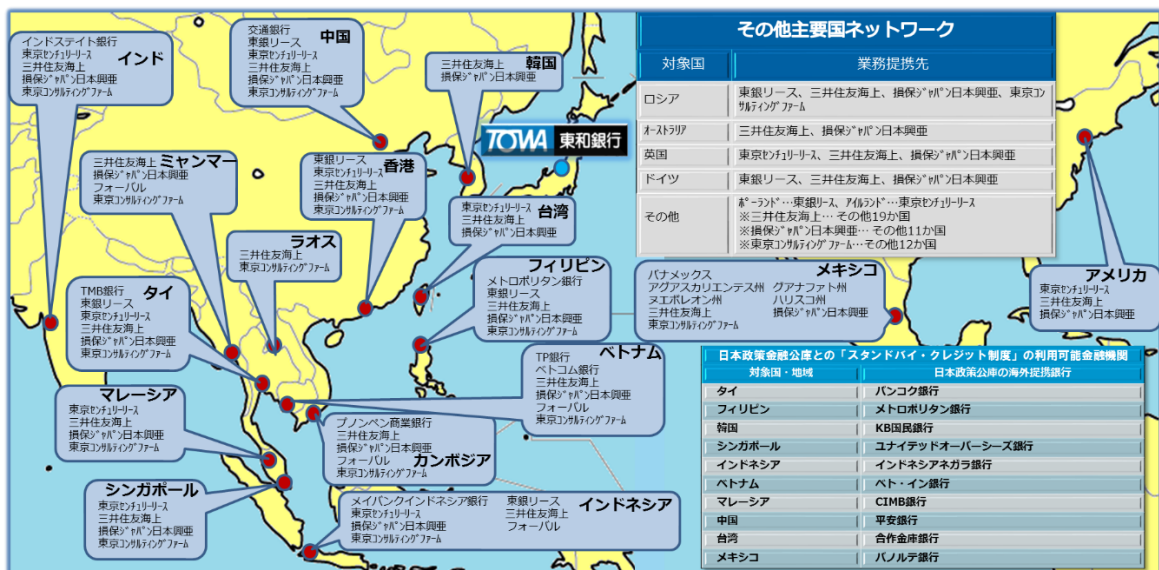 インド
インドステイト銀行
東京センチュリーリース
三井住友海上
損保ジャパン日本興亜
東京コンサルティングファーム
中国
交通銀行
東銀リース
東京センチュリーリース
三井住友海上
損保ジャパン日本興亜
東京コンサルティングファーム
韓国
三井住友海上
損保ジャパン日本興亜
TOWA 東和銀行
ミャンマー
三井住友海上
損保ジャパン日本興亜
フォーバル
東京コンサルティングファーム
香港
東銀リース
東京センチュリーリース
三井住友海上
損保ジャパン日本興亜
東京コンサルティングファーム
台湾
東京センチュリーリース
三井住友海上
損保ジャパン日本興亜
ラオス
三井住友海上
東京コンサルティングファーム
タイ
TMB銀行
東銀リース
東京センチュリーリース
三井住友海上
損保ジャパン日本興亜
東京コンサルティングファーム
フィリピン
メトロポリタン銀行
東銀リース
三井住友海上
損保ジャパン日本興亜
東京コンサルティングファーム
ベトナム
TP銀行
ベトコム銀行
三井住友海上
損保ジャパン日本興亜
フォーバル
東京コンサルティングファーム
マレーシア
東京センチュリーリース
三井住友海上
損保ジャパン日本興亜
東京コンサルティングファーム
カンボジア
プノンペン商業銀行
三井住友海上
損保ジャパン日本興亜
フォーバル
東京コンサルティングファーム
シンガポール
東京センチュリーリース
三井住友海上
損保ジャパン日本興亜
東京コンサルティングファーム
インドネシア
メイバンクインドネシア銀行 東銀リース
東京センチュリーリース 三井住友海上
損保ジャパン日本興亜 フォーバル
東京コンサルティングファーム
メキシコ
バナメックス
アグアスカリエンテス州 グアナファト州
ヌエボレオン州 ハリスコ州
三井住友海上 損保ジャパン日本興亜
東京コンサルティングファーム
アメリカ
東京センチュリーリース
三井住友海上
損保ジャパン日本興亜
その他主要国ネットワーク
対象国 業務提携先
ロシア 東銀リース、三井住友海上、損保ジャパン日本興亜、東京コンサルティングファーム
オーストラリア 三井住友海上、損保ジャパン日本興亜
英国 東京センチュリーリース、三井住友海上、損保ジャパン日本興亜
ドイツ 東銀リース、三井住友海上、損保ジャパン日本興亜
その他 ポーランド…東銀リース、アイルランド…東京センチュリーリース
※三井住友海上…その他19か国
※損保ジャパン日本興亜…その他11か国
※東京コンサルティングファーム…その他12か国
日本政策金融公庫との「スタンドバイ・クレジット制度」の利用可能金融機関
対象国・地域 日本政策公庫の海外提携銀行
タイ バンコク銀行
フィリピン メトロポリタン銀行
韓国 KB国民銀行
シンガポール ユナイテッドオーバーシーズ銀行
インドネシア インドネシアネガラ銀行
ベトナム ベト・イン銀行
マレーシア CIMB銀行
中国 平安銀行
台湾 合作金庫銀行
メキシコ バノルテ銀行